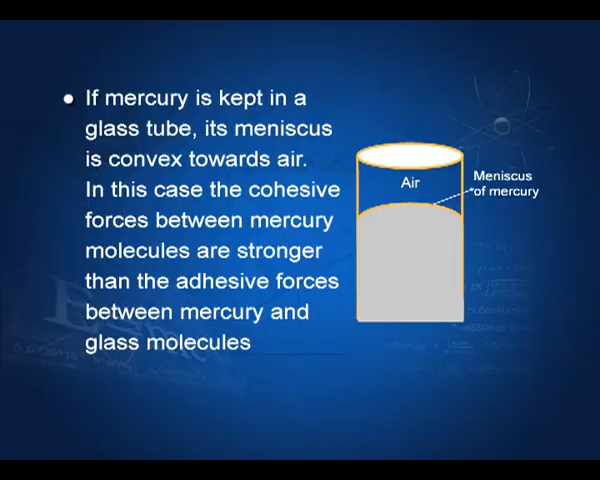 If mercury is kept in a
glass tube, its meniscus
is convex towards air.
In this case the cohesive
forces between mercury
molecules are stronger
than the adhesive forces
between mercury and
glass molecules
Air
Meniscus
of mercury